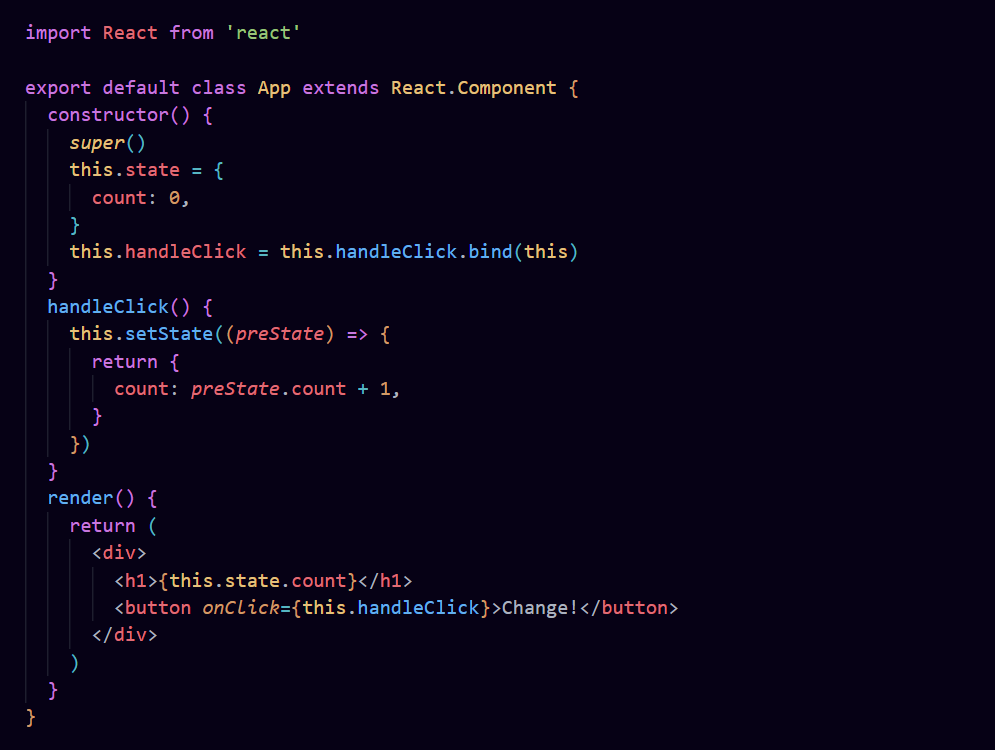 import React from 'react'

export default class App extends React.Component {
  constructor() {
    super()
    this.state = {
      count: 0,
    }
    this.handleClick = this.handleClick.bind(this)
  }
  handleClick() {
    this.setState((preState) => {
      return {
        count: preState.count + 1,
      }
    })
  }
  render() {
    return (
      <div>
        <h1>{this.state.count}</h1>
        <button onClick={this.handleClick}>Change!</button>
      </div>
    )
  }
}